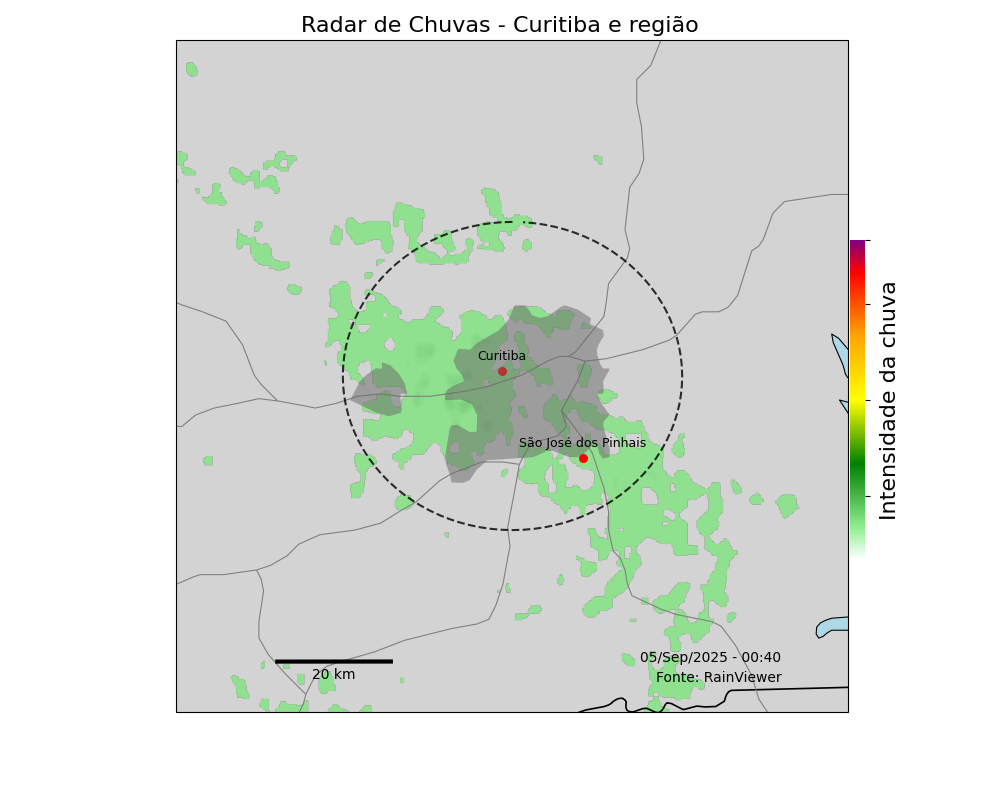 Radar de Chuvas - Curitiba e região
Curitiba
São José dos Pinhais
Intensidade da chuva
05/Sep/2025 - 00:40
20 km
Fonte: RainViewer